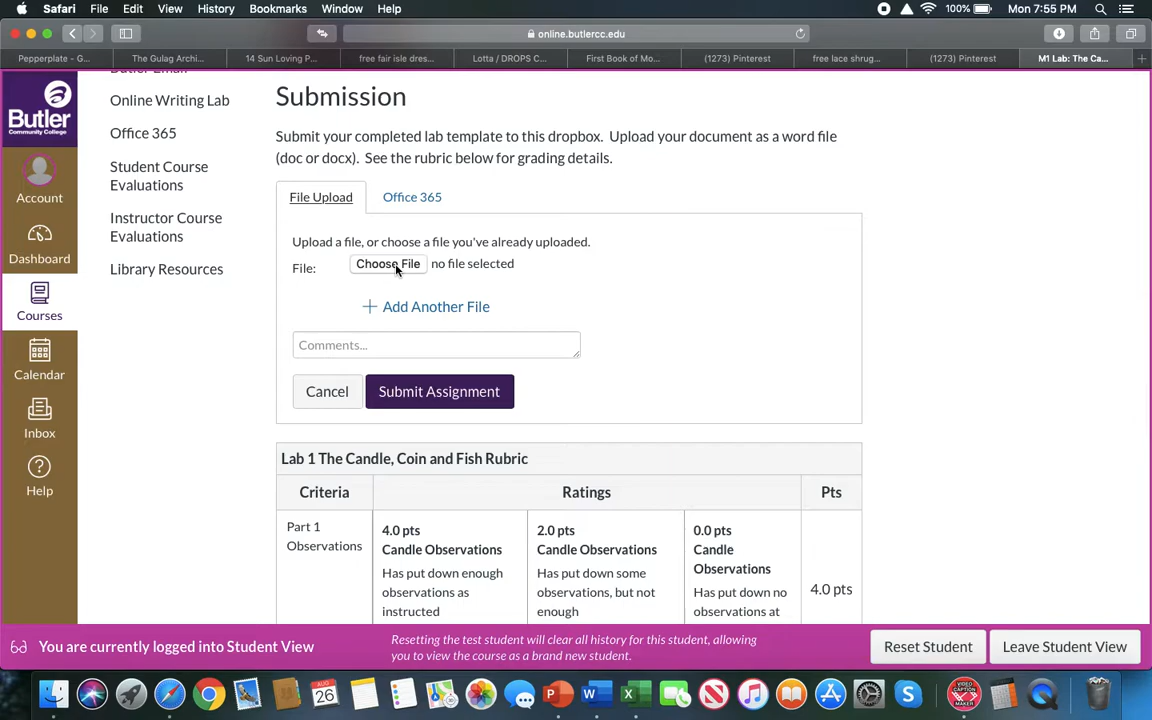 Safari File Edit View History Bookmarks Window Help 100% Mon 7:55 PM
online.butlercc.edu
Pepperplate - G... The Gulag Archi... 14 Sun Loving P... free fair isle dres... Lotta / DROPS C... First Book of Mo... (1273) Pinterest free lace shrug... (1273) Pinterest M1 Lab: The Ca...
Butler
Community College
Account
Dashboard
Courses
Calendar
Inbox
Help
Butler Email
Online Writing Lab
Office 365
Student Course
Evaluations
Instructor Course
Evaluations
Library Resources
Submission
Submit your completed lab template to this dropbox. Upload your document as a word file
(doc or docx). See the rubric below for grading details.
File Upload Office 365
Upload a file, or choose a file you've already uploaded.
File: Choose File no file selected
+ Add Another File
Comments...
Cancel Submit Assignment
Lab 1 The Candle, Coin and Fish Rubric
Criteria Ratings Pts
Part 1
Observations
4.0 pts
Candle Observations
Has put down enough
observations as
instructed
2.0 pts
Candle Observations
Has put down some
observations, but not
enough
0.0 pts
Candle
Observations
Has put down no
observations at
4.0 pts
You are currently logged into Student View
Resetting the test student will clear all history for this student, allowing
you to view the course as a brand new student.
Reset Student Leave Student View
AUG
26
VIDEO
CAPTION
MAKER